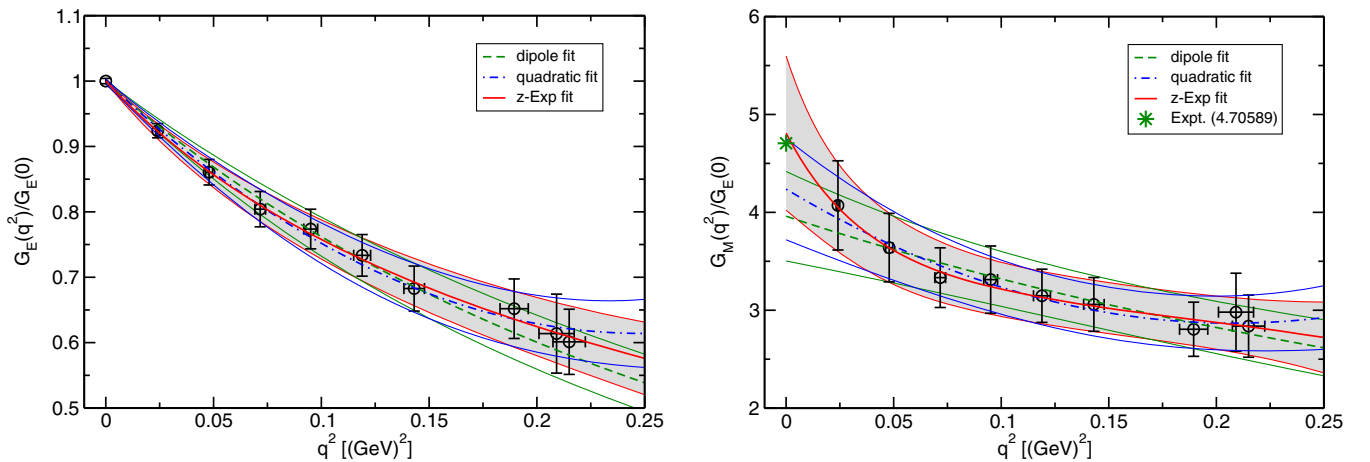 1.1
1
0.9
0.8
0.7
0.6
0.5
G_E(q^2)/G_E(0)
dipole fit
quadratic fit
z-Exp fit
0 0.05 0.1 0.15 0.2 0.25
q^2 [(GeV)^2]
6
5
4
3
2
G_M(q^2)/G_E(0)
dipole fit
quadratic fit
z-Exp fit
Expt. (4.70589)
0 0.05 0.1 0.15 0.2 0.25
q^2 [(GeV)^2]